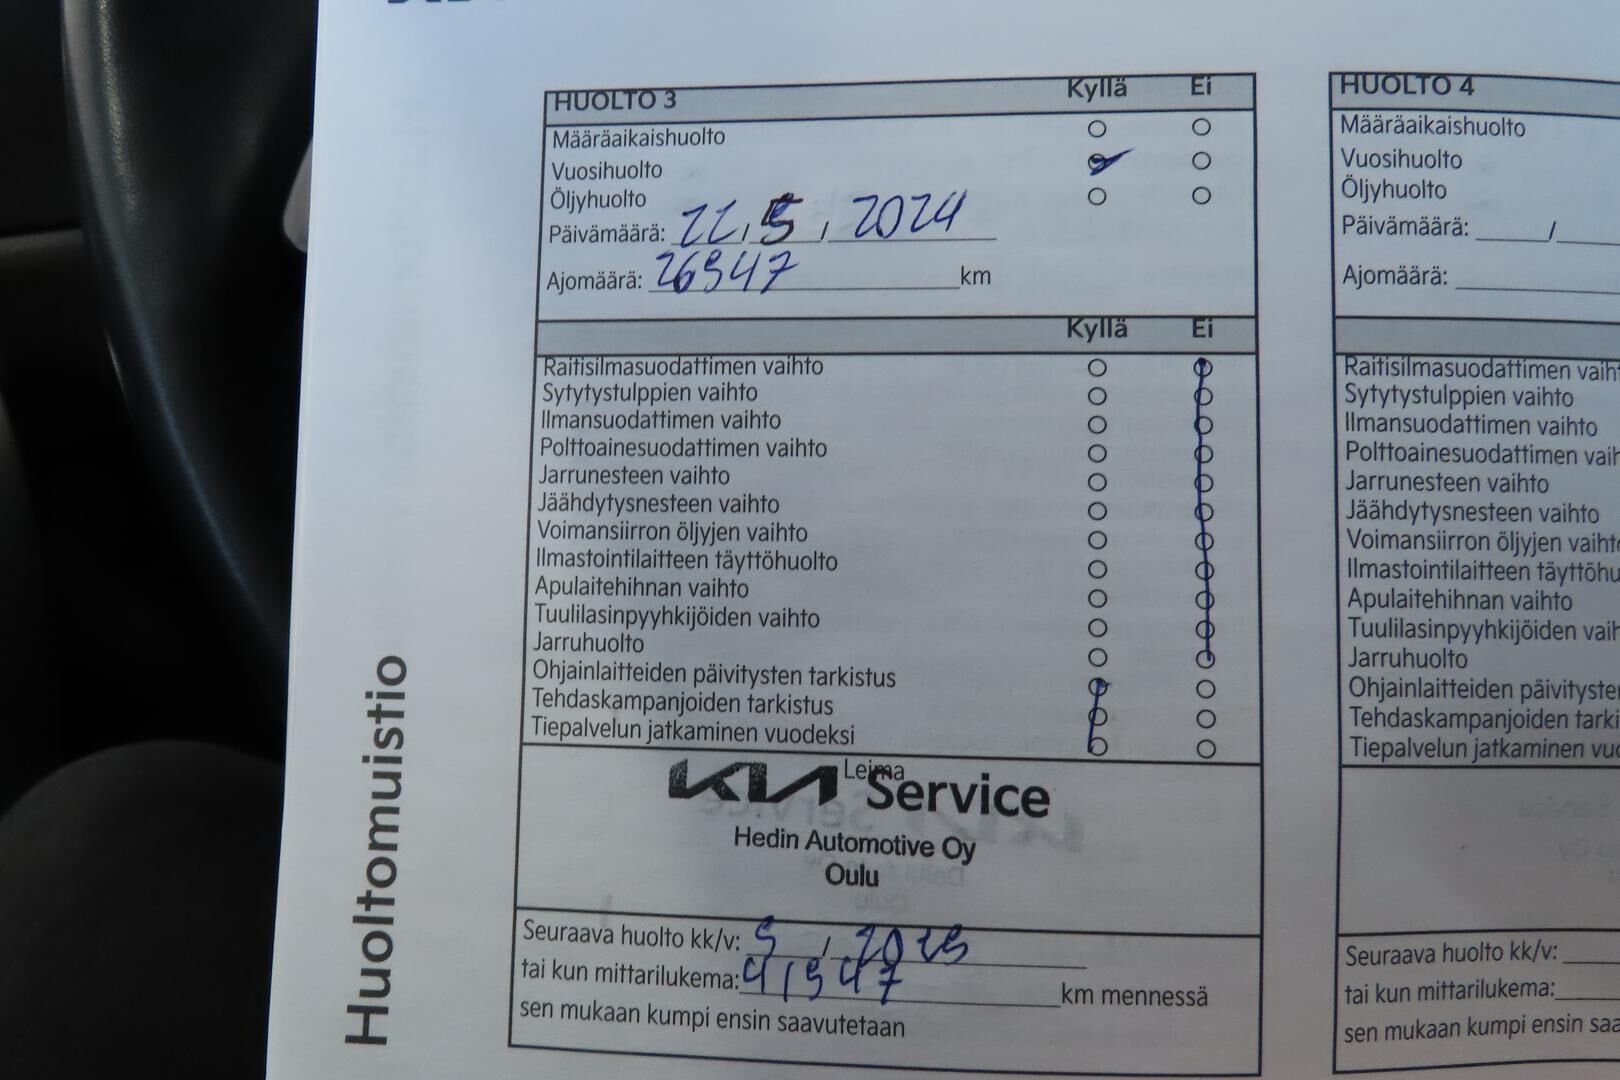 HUOLTO 3 Kyllä Ei
Määräaikaishuolto
Vuosihuolto
Öljyhuolto
Päivämäärä: 22 / 5 / 2024
Ajomäärä: 26547 km
Kyllä Ei
Raitisilmasuodattimen vaihto
Sytytystulppien vaihto
Ilmansuodattimen vaihto
Polttoainesuodattimen vaihto
Jarrunesteen vaihto
Jäähdytysnesteen vaihto
Voimansiirron öljyjen vaihto
Ilmastointilaitteen täyttöhuolto
Apulaitehihnan vaihto
Tuulilasinpyyhkijöiden vaihto
Jarruhuolto
Ohjainlaitteiden päivitysten tarkistus
Tehdaskampanjoiden tarkistus
Tiepalvelun jatkaminen vuodeksi
Leima
KIA Service
Hedin Automotive Oy
Oulu
Seuraava huolto kk/v: 5 / 2025
tai kun mittarilukema: 41547 km mennessä
sen mukaan kumpi ensin saavutetaan
Huoltomuistio
HUOLTO 4
Määräaikaishuolto
Vuosihuolto
Öljyhuolto
Päivämäärä: /
Ajomäärä:
Raitisilmasuodattimen vaiht
Sytytystulppien vaihto
Ilmansuodattimen vaihto
Polttoainesuodattimen vaih
Jarrunesteen vaihto
Jäähdytysnesteen vaihto
Voimansiirron öljyjen vaihto
Ilmastointilaitteen täyttöhu
Apulaitehihnan vaihto
Tuulilasinpyyhkijöiden vaih
Jarruhuolto
Ohjainlaitteiden päivityste
Tehdaskampanjoiden tarki
Tiepalvelun jatkaminen vuo
Seuraava huolto kk/v:
tai kun mittarilukema:
sen mukaan kumpi ensin saa